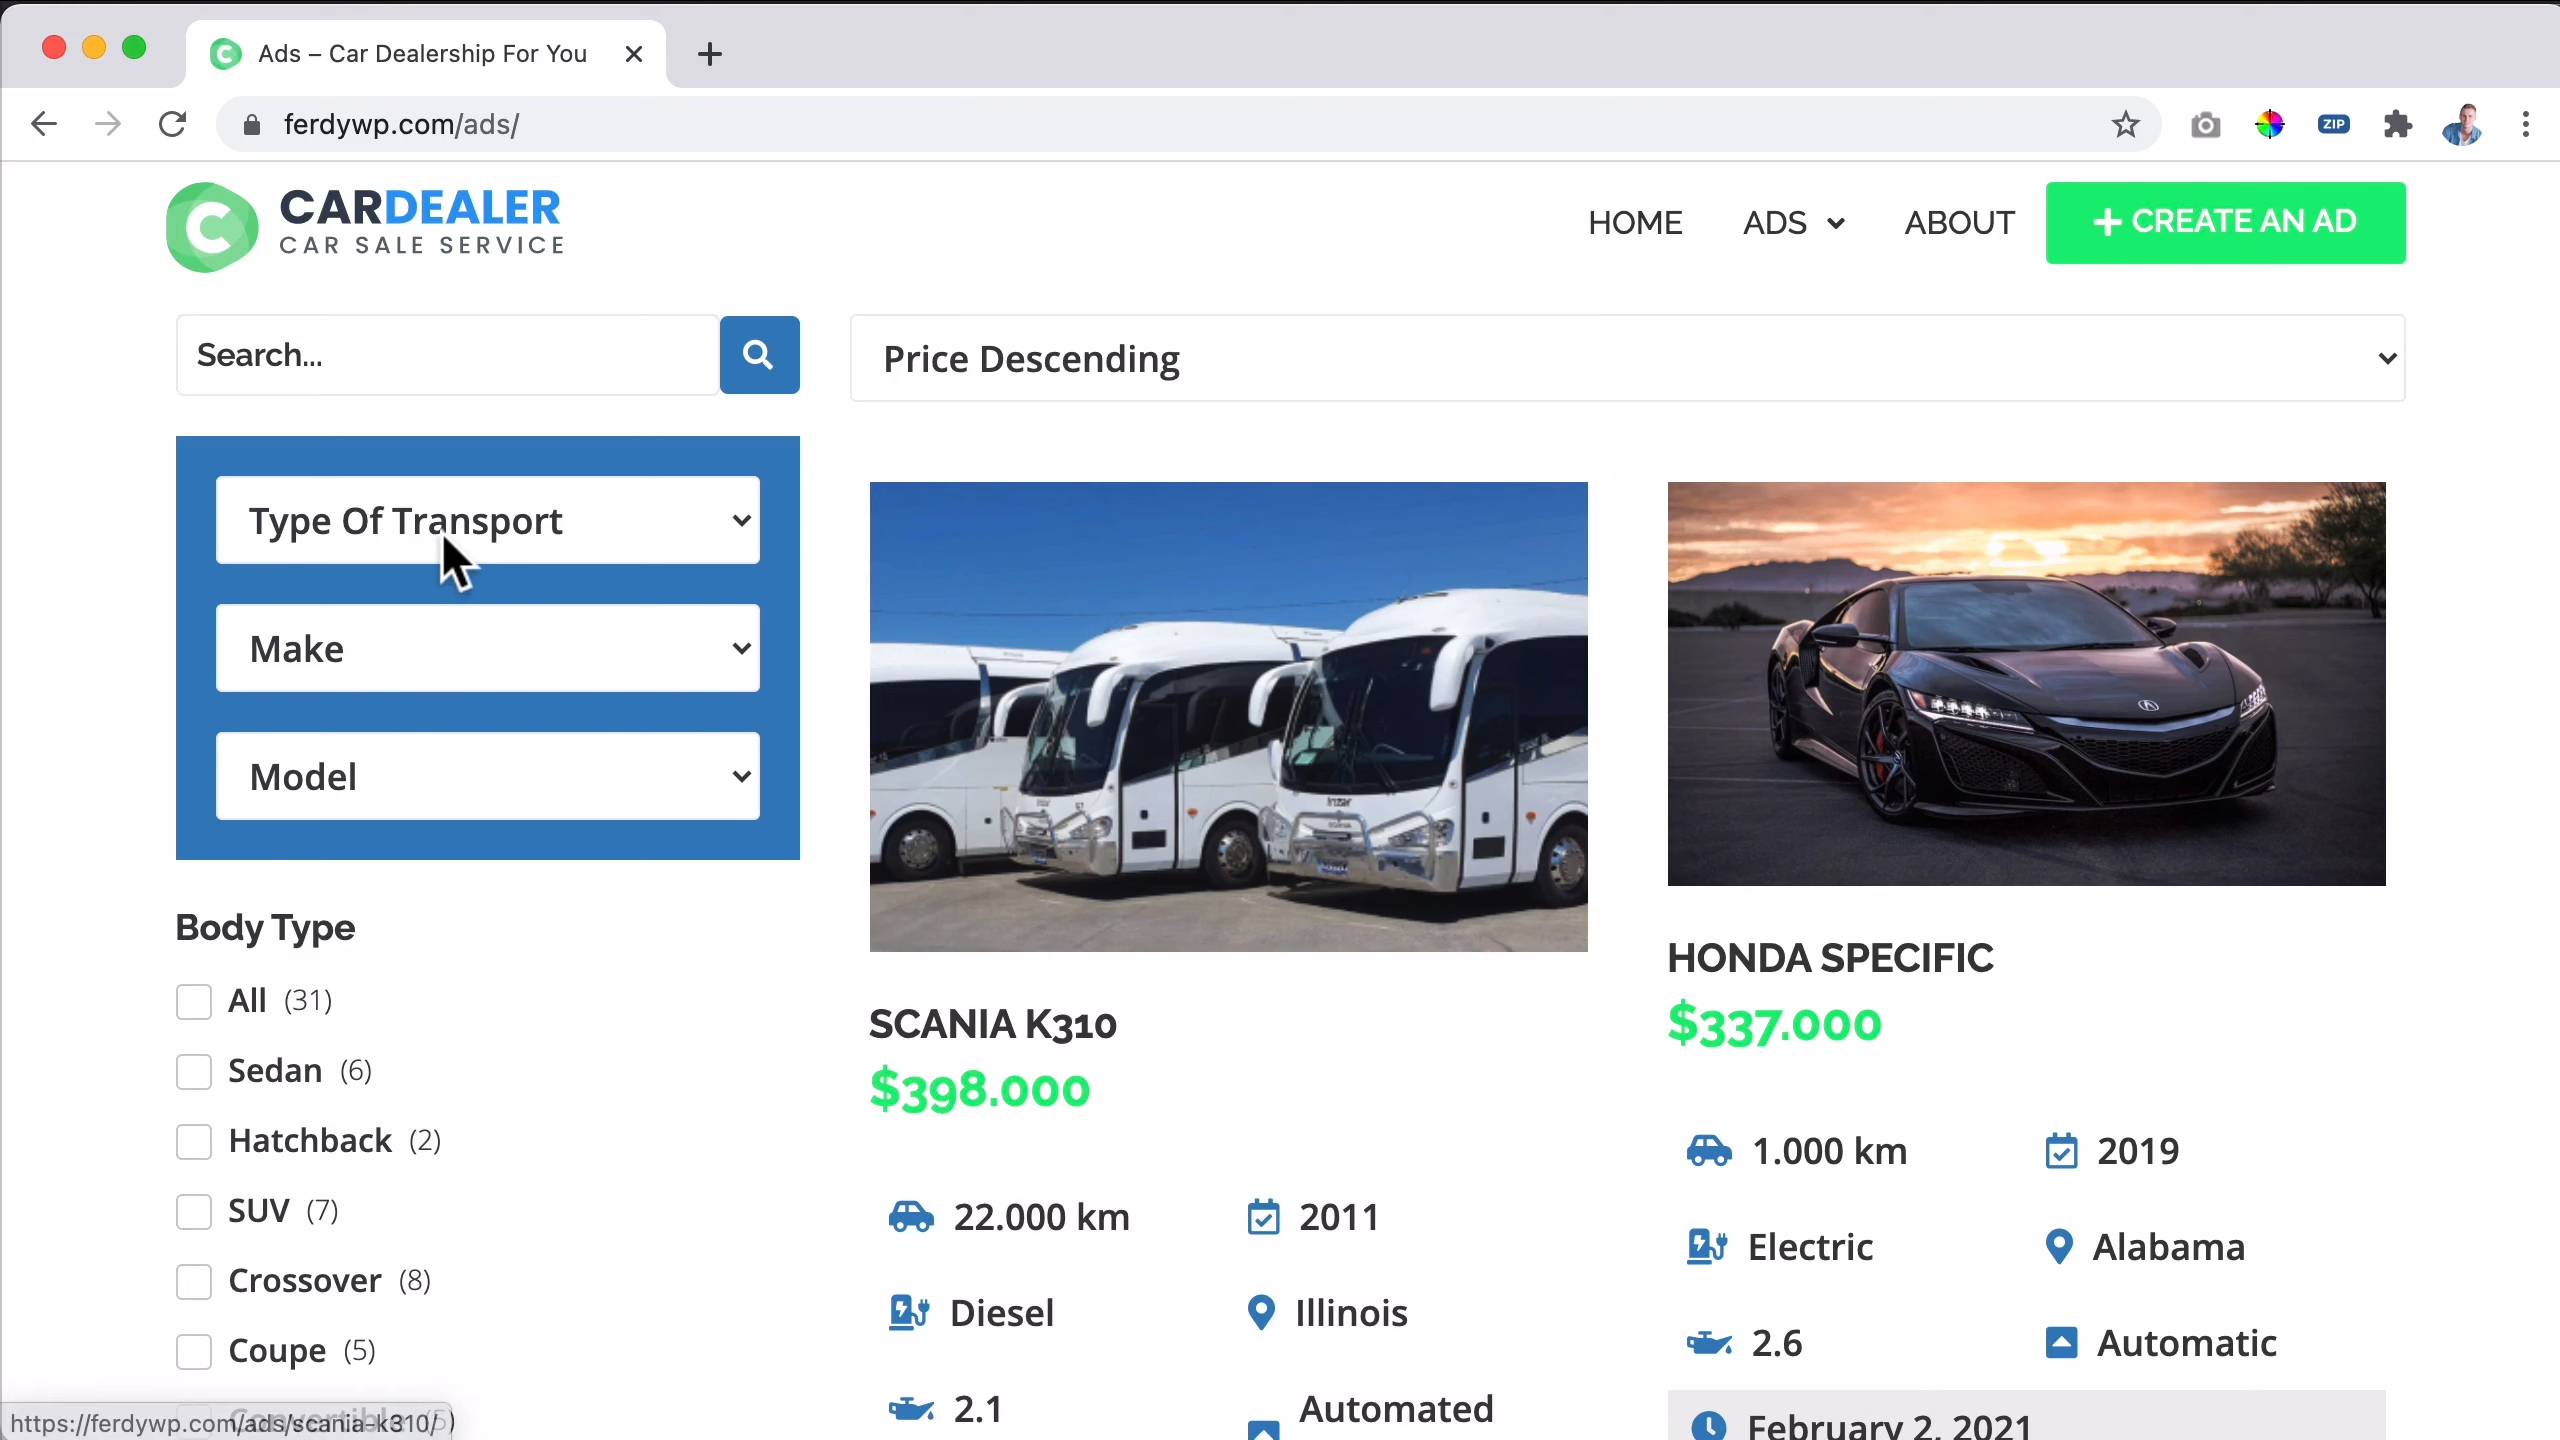 Ads – Car Dealership For You
ferdywp.com/ads/
ZIP
C
CARDEALER
CAR SALE SERVICE
HOME
ADS
ABOUT
CREATE AN AD
Search...
Price Descending
Type Of Transport
Make
Model
Body Type
All (31)
Sedan (6)
Hatchback (2)
SUV (7)
Crossover (8)
Coupe (5)
Convertible (5)
https://ferdywp.com/ads/scania-k310/
SCANIA K310
$398.000
22.000 km
2011
Diesel
Illinois
2.1
Automated
HONDA SPECIFIC
$337.000
1.000 km
2019
Electric
Alabama
2.6
Automatic
February 2, 2021